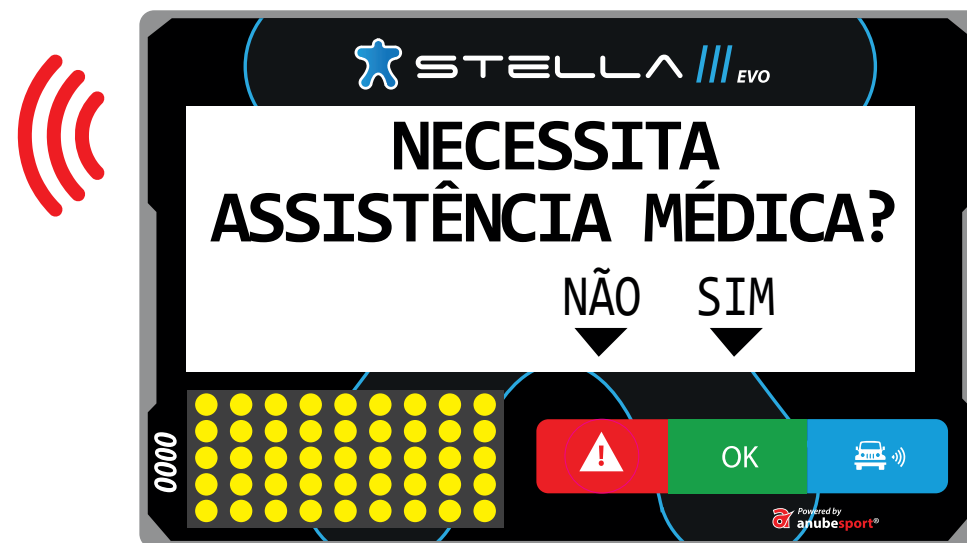 STELLA III EVO
NECESSITA
ASSISTÊNCIA MÉDICA?
NÃO SIM
0000
OK
Powered by
anubesport®